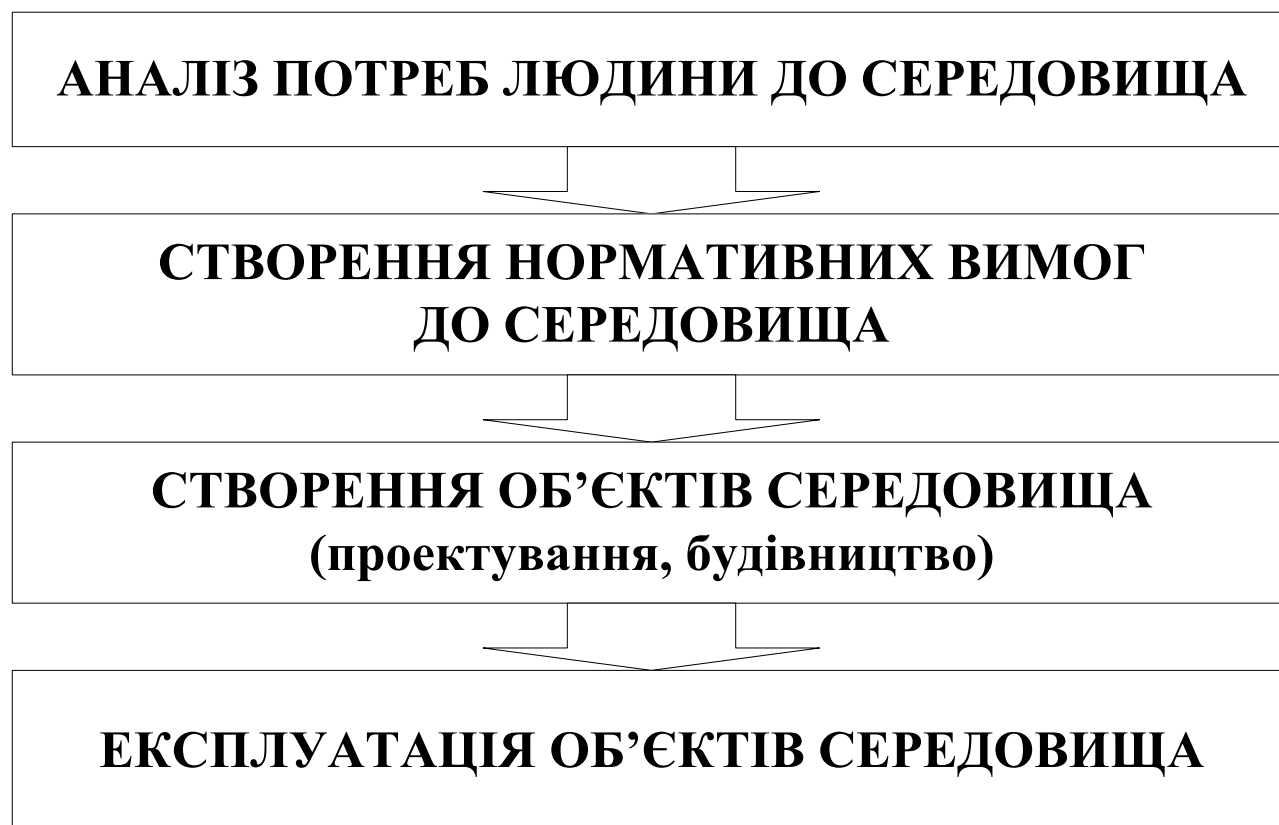 АНАЛІЗ ПОТРЕБ ЛЮДИНИ ДО СЕРЕДОВИЩА
СТВОРЕННЯ НОРМАТИВНИХ ВИМОГ
ДО СЕРЕДОВИЩА
СТВОРЕННЯ ОБ’ЄКТІВ СЕРЕДОВИЩА
(проектування, будівництво)
ЕКСПЛУАТАЦІЯ ОБ’ЄКТІВ СЕРЕДОВИЩА